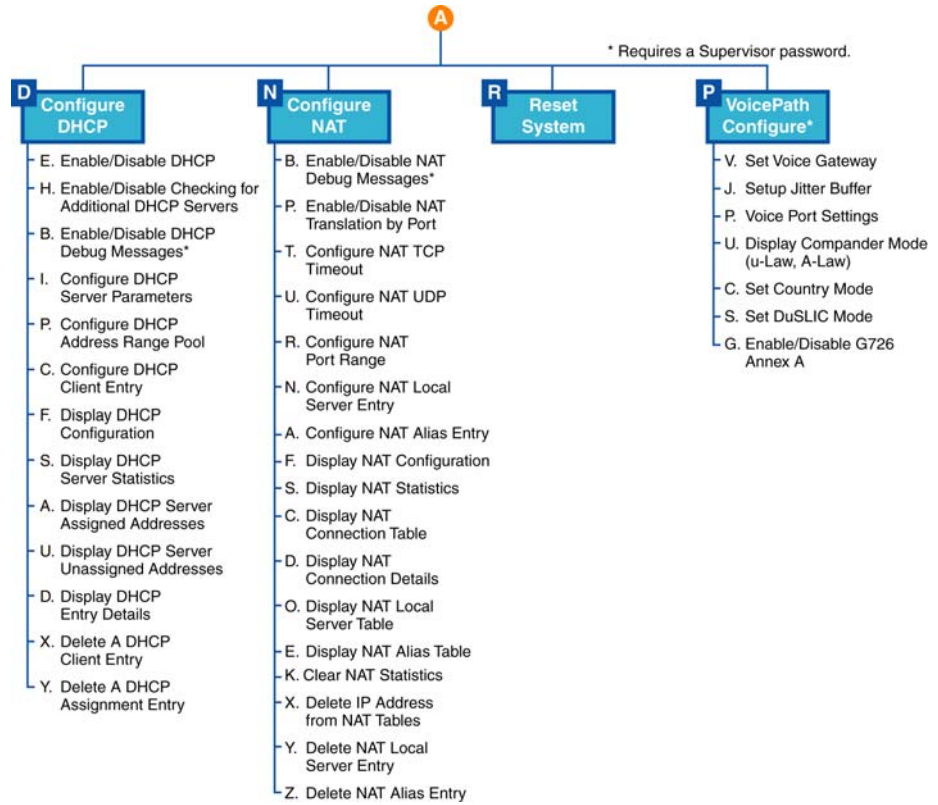 A
* Requires a Supervisor password.
D
Configure
DHCP
E. Enable/Disable DHCP
H. Enable/Disable Checking for
Additional DHCP Servers
B. Enable/Disable DHCP
Debug Messages*
I. Configure DHCP
Server Parameters
P. Configure DHCP
Address Range Pool
C. Configure DHCP
Client Entry
F. Display DHCP
Configuration
S. Display DHCP
Server Statistics
A. Display DHCP Server
Assigned Addresses
U. Display DHCP Server
Unassigned Addresses
D. Display DHCP
Entry Details
X. Delete A DHCP
Client Entry
Y. Delete A DHCP
Assignment Entry
N
Configure
NAT
B. Enable/Disable NAT
Debug Messages*
P. Enable/Disable NAT
Translation by Port
T. Configure NAT TCP
Timeout
U. Configure NAT UDP
Timeout
R. Configure NAT
Port Range
N. Configure NAT Local
Server Entry
A. Configure NAT Alias Entry
F. Display NAT Configuration
S. Display NAT Statistics
C. Display NAT
Connection Table
D. Display NAT
Connection Details
O. Display NAT Local
Server Table
E. Display NAT Alias Table
K. Clear NAT Statistics
X. Delete IP Address
from NAT Tables
Y. Delete NAT Local
Server Entry
Z. Delete NAT Alias Entry
R
Reset
System
P
VoicePath
Configure*
V. Set Voice Gateway
J. Setup Jitter Buffer
P. Voice Port Settings
U. Display Compander Mode
(u-Law, A-Law)
C. Set Country Mode
S. Set DuSLIC Mode
G. Enable/Disable G726
Annex A